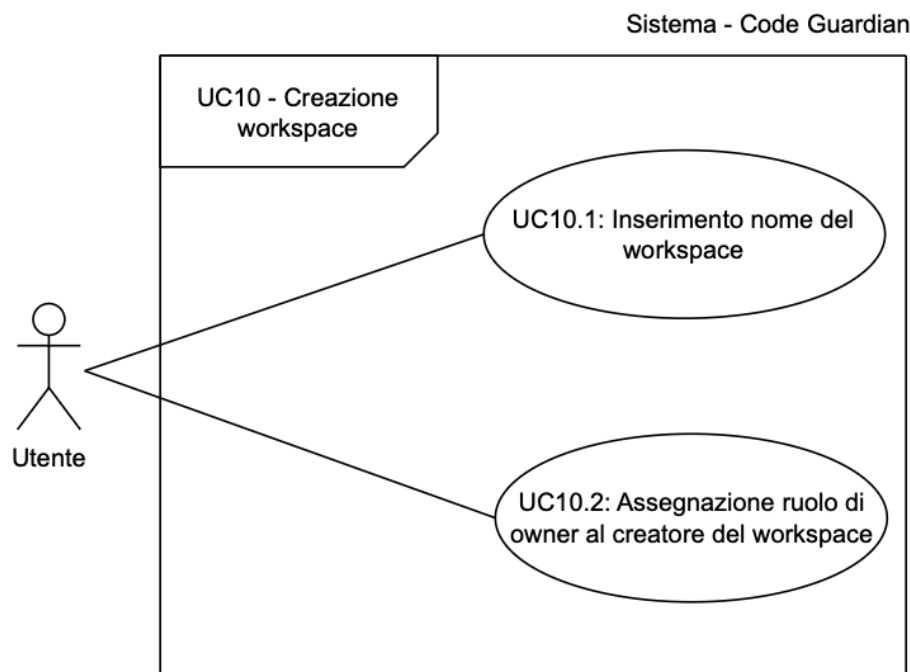 Sistema - Code Guardian
UC10 - Creazione
workspace
UC10.1: Inserimento nome del
workspace
Utente
UC10.2: Assegnazione ruolo di
owner al creatore del workspace